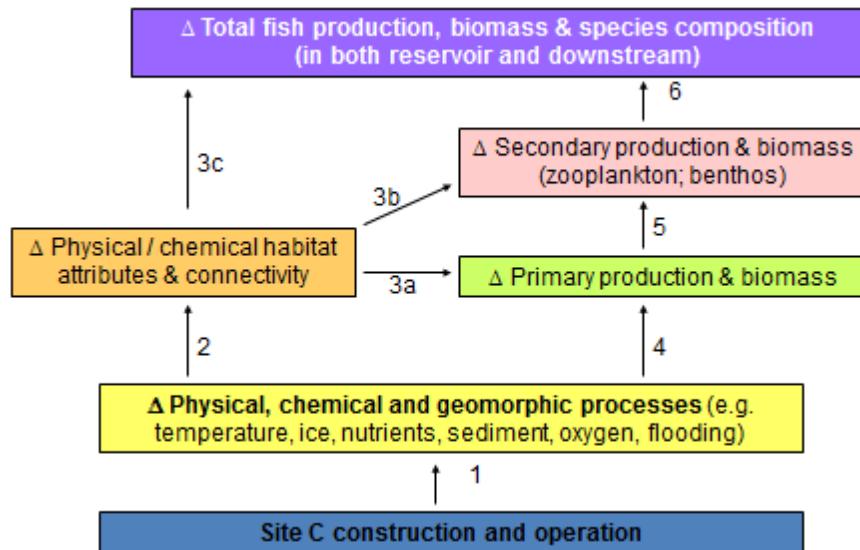 Δ Total fish production, biomass & species composition
(in both reservoir and downstream)
6
3c
Δ Secondary production & biomass
(zooplankton; benthos)
3b
5
Δ Physical / chemical habitat
attributes & connectivity
3a
Δ Primary production & biomass
2
4
Δ Physical, chemical and geomorphic processes (e.g.
temperature, ice, nutrients, sediment, oxygen, flooding)
1
Site C construction and operation